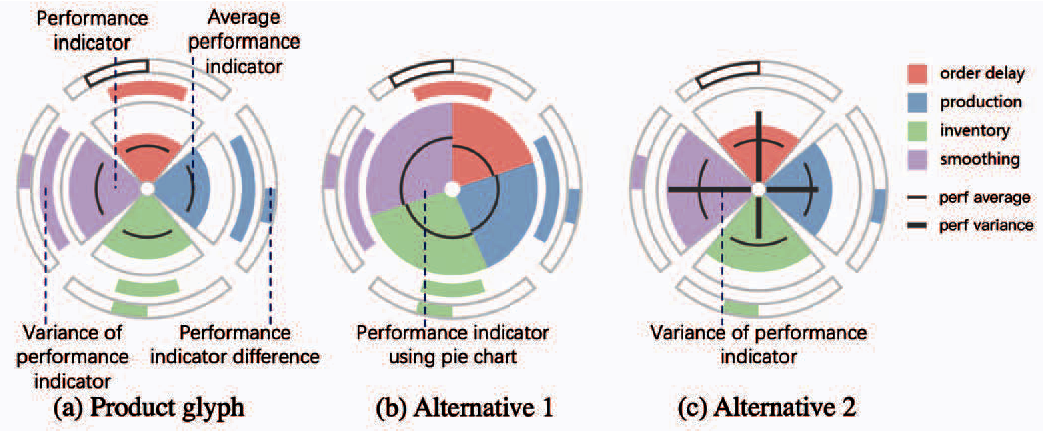 Performance
indicator
Average
performance
indicator
order delay
production
inventory
smoothing
perf average
perf variance
Variance of
performance
indicator
Performance
indicator difference
Performance indicator
using pie chart
Variance of performance
indicator
(a) Product glyph
(b) Alternative 1
(c) Alternative 2